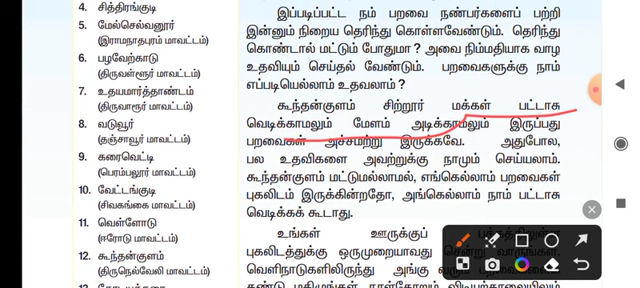 4. சித்திரங்குடி
5. மேல்செல்வனூர்
(இராமநாதபுரம் மாவட்டம்)
6. பழவேற்காடு
(திருவள்ளூர் மாவட்டம்)
7. உதயமார்த்தாண்டம்
(திருவாரூர் மாவட்டம்)
8. வடுவூர்
(தஞ்சாவூர் மாவட்டம்)
9. கரைவெட்டி
(பெரம்பலூர் மாவட்டம்)
10. வேட்டங்குடி
(சிவகங்கை மாவட்டம்)
11. வெள்ளோடு
(ஈரோடு மாவட்டம்)
12. கூந்தன்குளம்
(திருநெல்வேலி மாவட்டம்)
இப்படிப்பட்ட நம் பறவை நண்பர்களைப் பற்றி
இன்னும் நிறைய தெரிந்து கொள்ளவேண்டும். தெரிந்து
கொண்டால் மட்டும் போதுமா ? அவை நிம்மதியாக வாழ
உதவியும் செய்தல் வேண்டும். பறவைகளுக்கு நாம்
எப்படியெல்லாம் உதவலாம் ?
கூந்தன்குளம் சிற்றூர் மக்கள் பட்டாசு
வெடிக்காமலும் மேளம் அடிக்காமலும் இருப்பது
பறவைகள் அச்சமற்று இருக்கவே. அதுபோல,
பல உதவிகளை அவற்றுக்கு நாமும் செய்யலாம்.
கூந்தன்குளம் மட்டுமல்லாமல், எங்கெல்லாம் பறவைகள்
புகலிடம் இருக்கின்றதோ, அங்கெல்லாம் நாம் பட்டாசு
வெடிக்கக் கூடாது.
உங்கள் ஊருக்குப்
புகலிடத்துக்கு ஒருமுறையாவது
வெளிநாடுகளிலிருந்து அங்கு